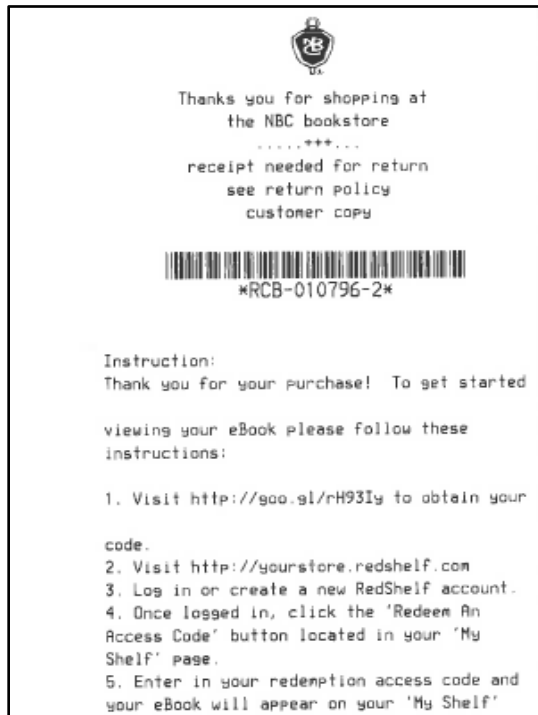 Thanks you for shopping at
the NBC bookstore
.....+++...
receipt needed for return
see return policy
customer copy
*RCB-010796-2*
Instruction:
Thank you for your purchase! To get started
viewing your eBook please follow these
instructions:
1. Visit http://goo.gl/rH93Iy to obtain your
code.
2. Visit http://yourstore.redshelf.com
3. Log in or create a new RedShelf account.
4. Once logged in, click the 'Redeem An
Access Code' button located in your 'My
Shelf' page.
5. Enter in your redemption access code and
your eBook will appear on your 'My Shelf'